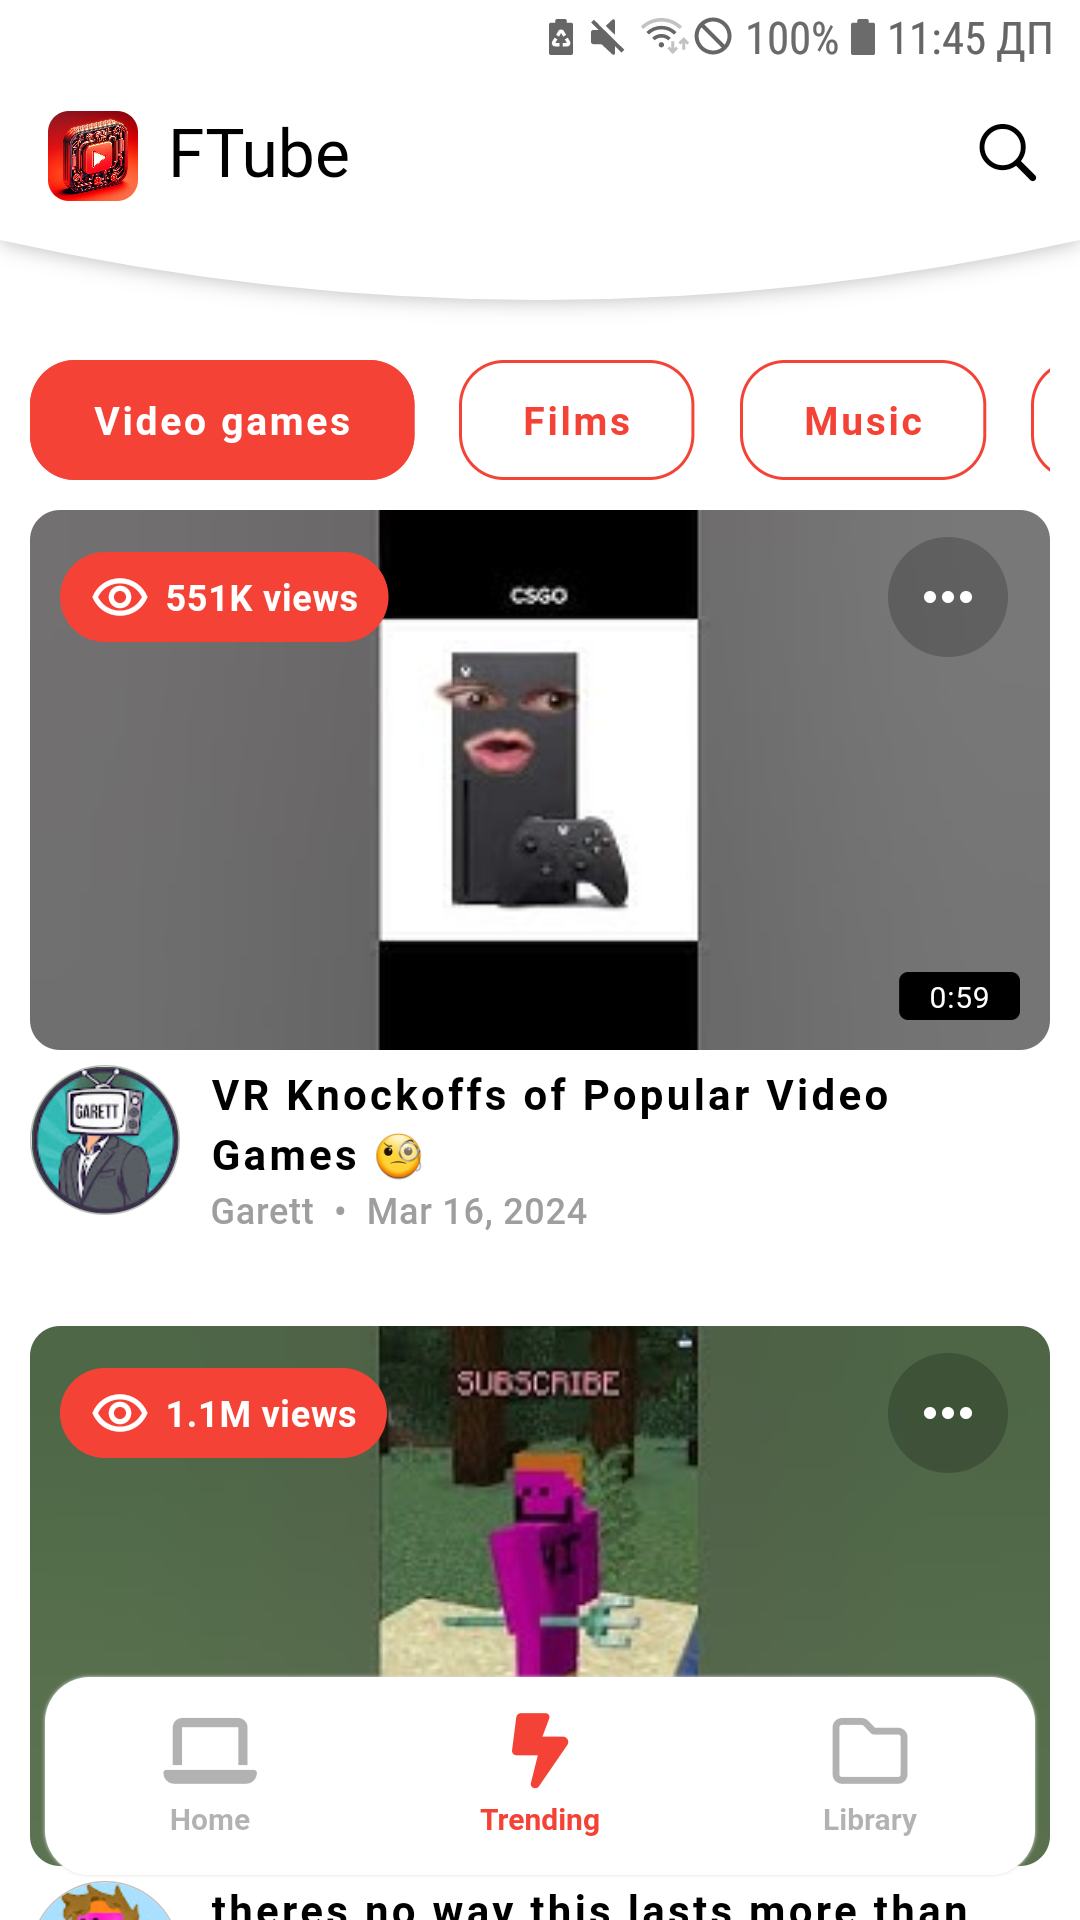 100% 11:45 ДП
FTube
Video games
Films
Music
551K views
CSGO
0:59
GARETT
VR Knockoffs of Popular Video
Games 🧐
Garett • Mar 16, 2024
1.1M views
SUBSCRIBE
Home
Trending
Library
theres no way this lasts more than